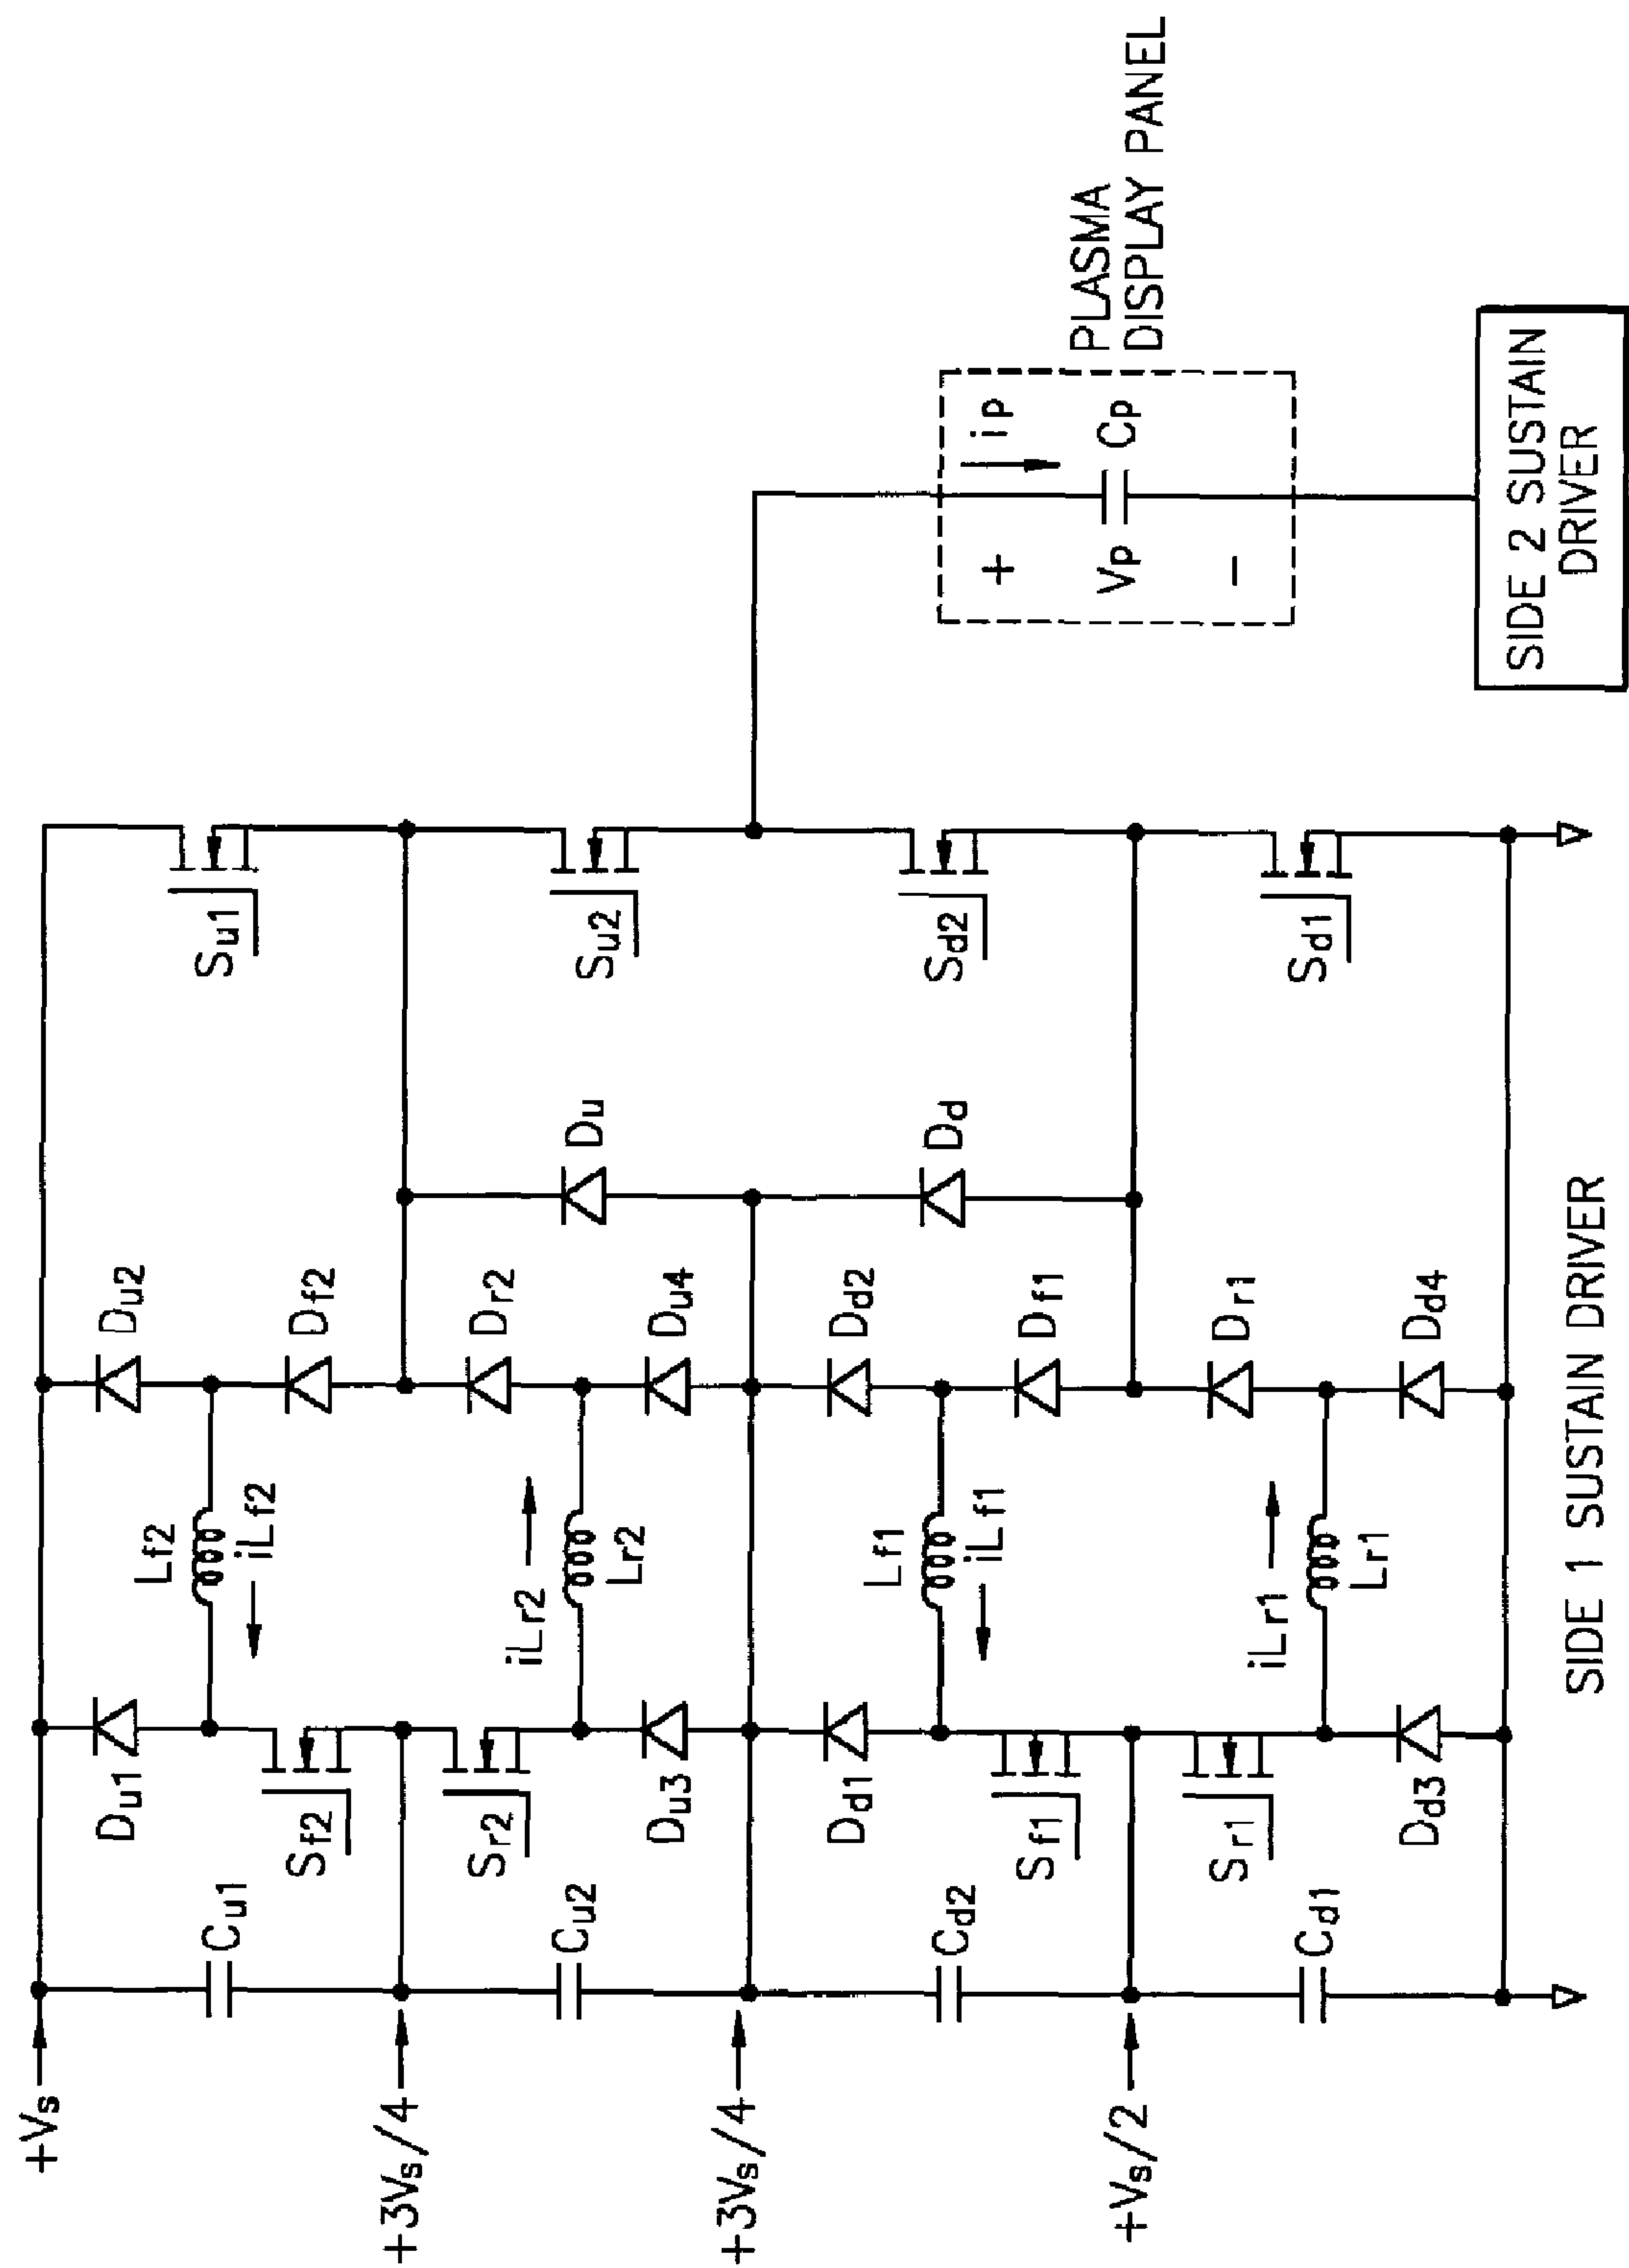 +Vs
+3Vs/4
+3Vs/4
+Vs/2
Cu1
Cu2
Cd2
Cd1
Du1
Sf2
Sr2
Du3
Dd1
Sf1
Sr1
Dd3
Lf2
iLf2
iLr2
Lr2
Lf1
iLf1
iLr1
Lr1
Du2
Df2
Dr2
Du4
Dd2
Df1
Dr1
Dd4
Du
Dd
Su1
Su2
Sd2
Sd1
SIDE 1 SUSTAIN DRIVER
PLASMA
DISPLAY PANEL
+
iP
Vp
Cp
-
SIDE 2 SUSTAIN
DRIVER